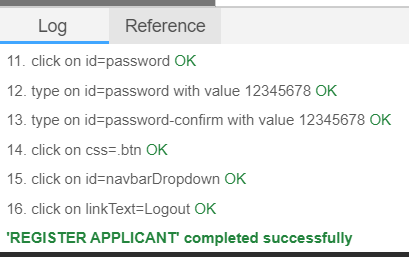 Log
Reference
11. click on id=password OK
12. type on id=password with value 12345678 OK
13. type on id=password-confirm with value 12345678 OK
14. click on css=.btn OK
15. click on id=navbarDropdown OK
16. click on linkText=Logout OK
'REGISTER APPLICANT' completed successfully